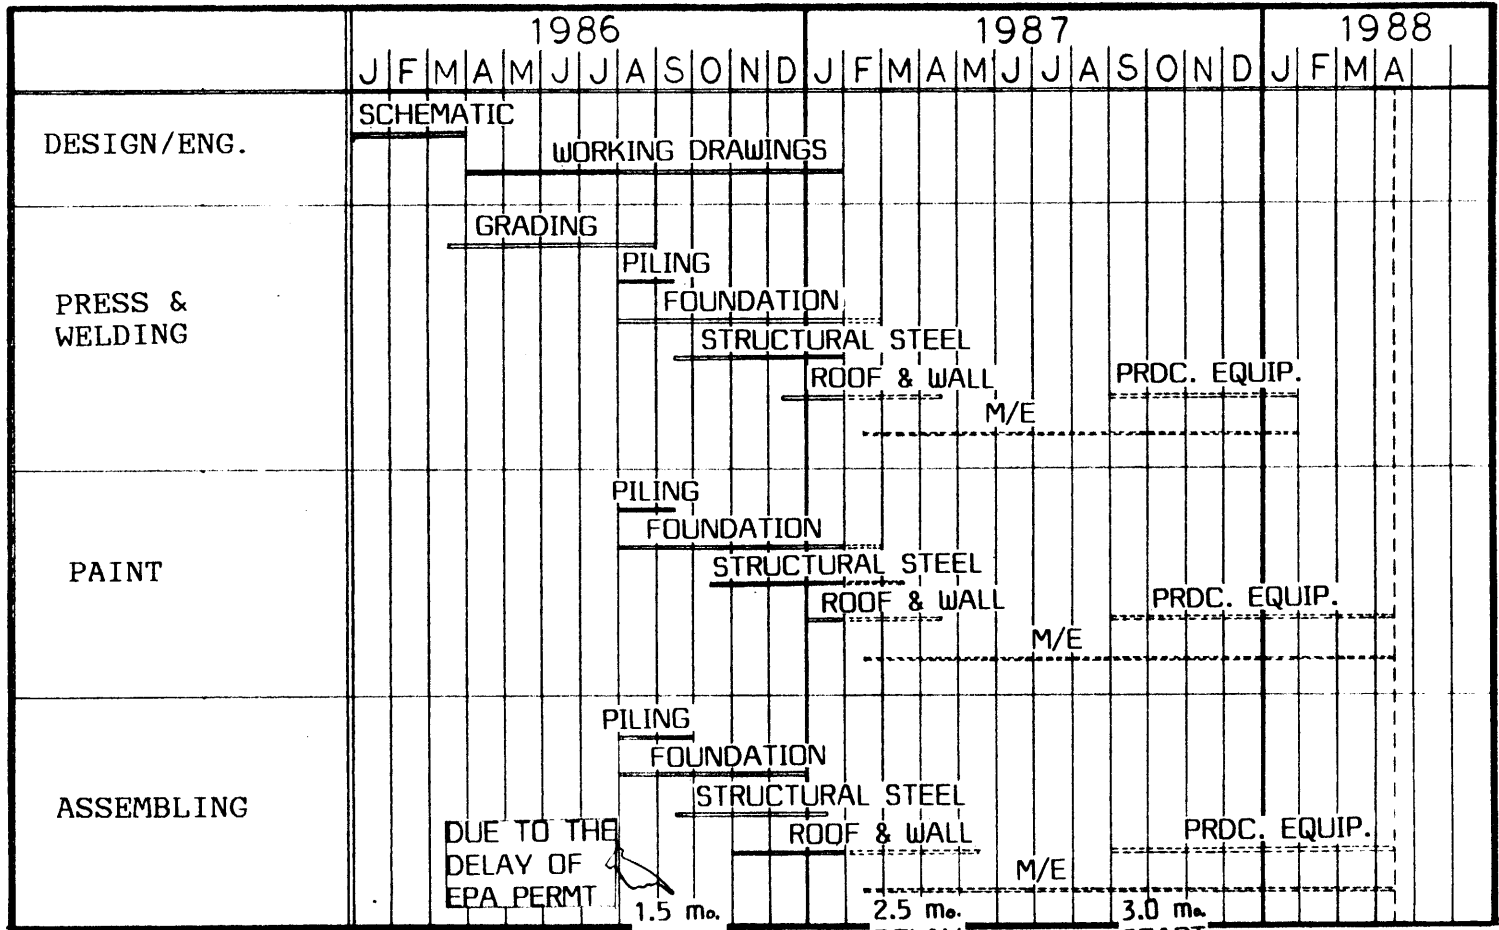 1986 1987 1988
J F M A M J J A S O N D J F M A M J J A S O N D J F M A
DESIGN/ENG.
SCHEMATIC
WORKING DRAWINGS
PRESS &
WELDING
GRADING
PILING
FOUNDATION
STRUCTURAL STEEL
ROOF & WALL
PRDC. EQUIP.
M/E
PAINT
PILING
FOUNDATION
STRUCTURAL STEEL
ROOF & WALL
PRDC. EQUIP.
M/E
ASSEMBLING
PILING
FOUNDATION
STRUCTURAL STEEL
ROOF & WALL
PRDC. EQUIP.
M/E
DUE TO THE
DELAY OF
EPA PERMT
1.5 mo. 2.5 mo. 3.0 mo.